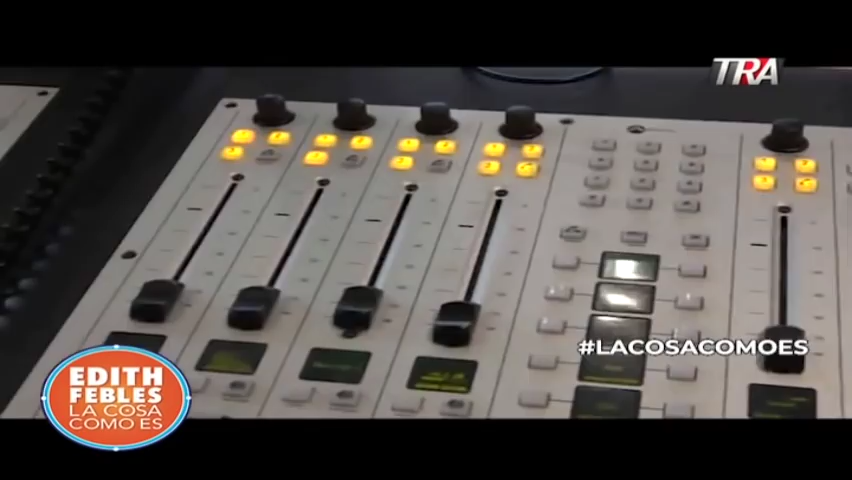 TRA
#LACOSACOMOES
EDITH
FEBLES
LA COSA
COMO ES